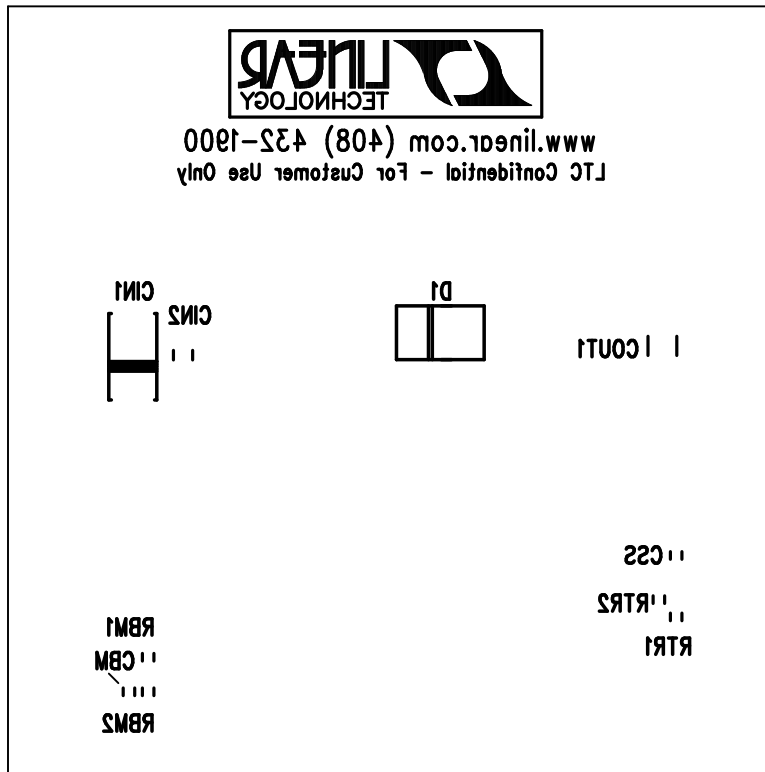 LINEAR
TECHNOLOGY
www.linear.com (408) 432-1900
LTC Confidential - For Customer Use Only
CIN1
D1
CIN2
COUT1
CSS
RTR2
RBM1
RTR1
CBM
RBM2